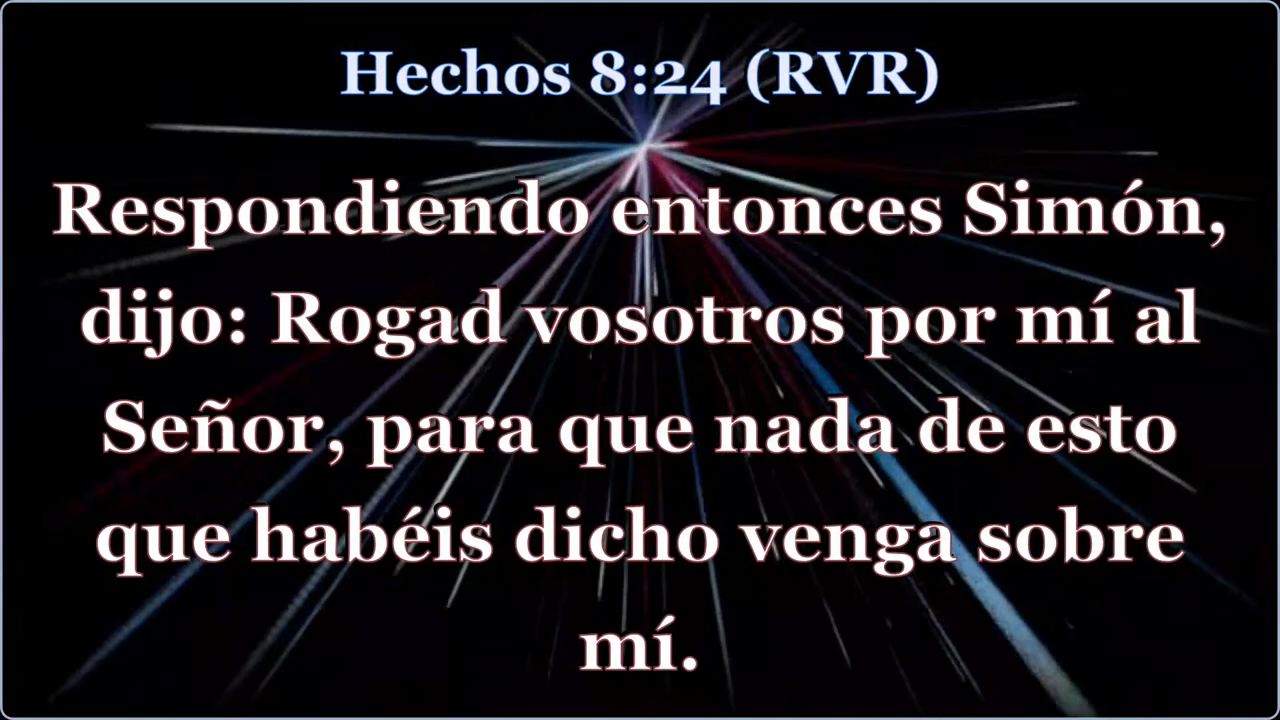 Hechos 8:24 (RVR)
Respondiendo entonces Simón,
dijo: Rogad vosotros por mí al
Señor, para que nada de esto
que habéis dicho venga sobre
mí.